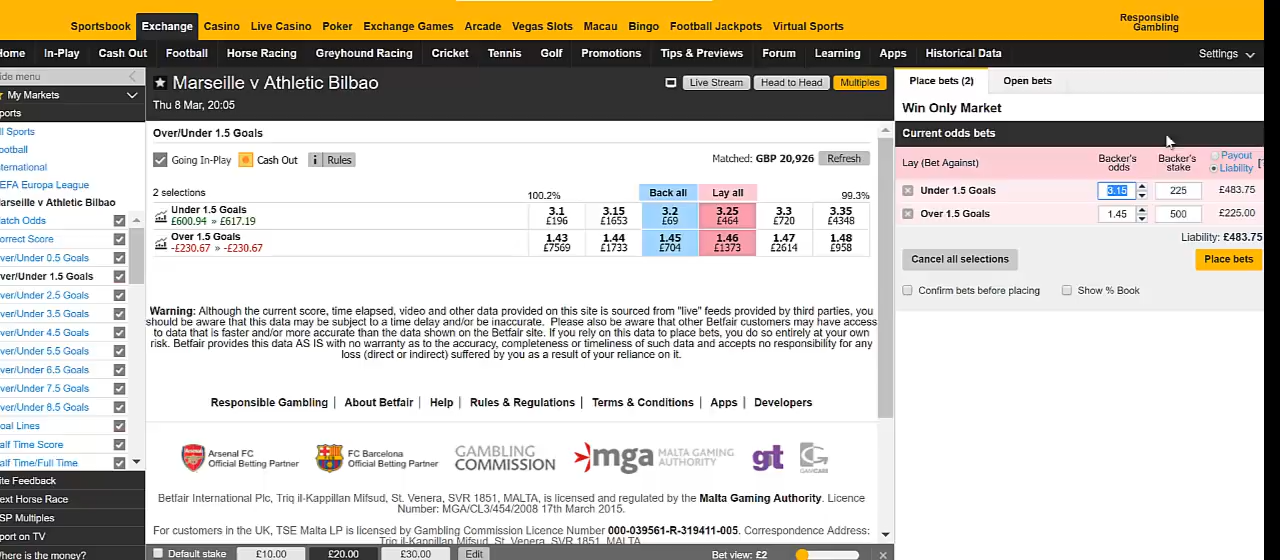 Sportsbook Exchange Casino Live Casino Poker Exchange Games Arcade Vegas Slots Macau Bingo Football Jackpots Virtual Sports
Responsible
Gambling
Home In-Play Cash Out Football Horse Racing Greyhound Racing Cricket Tennis Golf Promotions Tips & Previews Forum Learning Apps Historical Data Settings
ide menu
My Markets
ports
ll Sports
ootball
nternational
EFA Europa League
arseille v Athletic Bilbao
atch Odds
orrect Score
ver/Under 0.5 Goals
ver/Under 1.5 Goals
ver/Under 2.5 Goals
ver/Under 3.5 Goals
ver/Under 4.5 Goals
ver/Under 5.5 Goals
ver/Under 6.5 Goals
ver/Under 7.5 Goals
ver/Under 8.5 Goals
oal Lines
alf Time Score
alf Time/Full Time
ite Feedback
ext Horse Race
SP Multiples
port on TV
here is the money?
Marseille v Athletic Bilbao
Live Stream Head to Head Multiples
Thu 8 Mar, 20:05
Over/Under 1.5 Goals
Going In-Play Cash Out i Rules Matched: GBP 20,926 Refresh
2 selections 100.2% Back all Lay all 99.3%
Under 1.5 Goals 3.1 3.15 3.2 3.25 3.3 3.35
£600.94 » £617.19 £196 £1653 £69 £464 £720 £4348
Over 1.5 Goals 1.43 1.44 1.45 1.46 1.47 1.48
-£230.67 » -£230.67 £7569 £1733 £704 £1373 £2614 £958
Warning: Although the current score, time elapsed, video and other data provided on this site is sourced from "live" feeds provided by third parties, you
should be aware that this data may be subject to a time delay and/or be inaccurate. Please also be aware that other Betfair customers may have access
to data that is faster and/or more accurate than the data shown on the Betfair site. If you rely on this data to place bets, you do so entirely at your own
risk. Betfair provides this data AS IS with no warranty as to the accuracy, completeness or timeliness of such data and accepts no responsibility for any
loss (direct or indirect) suffered by you as a result of your reliance on it.
Responsible Gambling | About Betfair | Help | Rules & Regulations | Terms & Conditions | Apps | Developers
Arsenal FC
Official Betting Partner
FC Barcelona
Official Betting Partner
GAMBLING
COMMISSION
mga MALTA GAMING
AUTHORITY
gt
GAMCARE
Betfair International Plc, Triq il-Kappillan Mifsud, St. Venera, SVR 1851, MALTA, is licensed and regulated by the Malta Gaming Authority. Licence
Number: MGA/CL3/454/2008 17th March 2015.
For customers in the UK, TSE Malta LP is licensed by Gambling Commission Licence Number 000-039561-R-319411-005. Correspondence Address:
Triq il-Kappillan Mifsud, St. Venera, SVR 1851, MALTA.
Default stake £10.00 £20.00 £30.00 Edit Bet view: £2
Place bets (2) Open bets
Win Only Market
Current odds bets
Lay (Bet Against) Backer's
odds Backer's
stake Payout
Liability
Under 1.5 Goals 3.15 225 £483.75
Over 1.5 Goals 1.45 500 £225.00
Liability: £483.75
Cancel all selections Place bets
Confirm bets before placing Show % Book